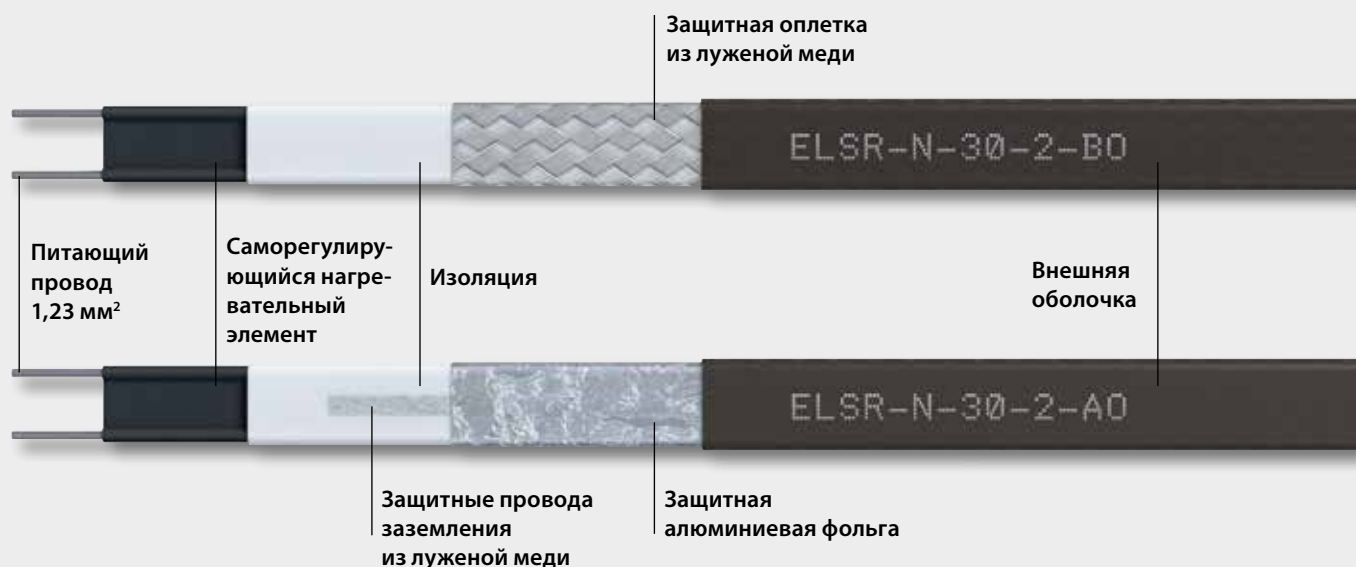 Защитная оплетка
из луженой меди
ELSR-N-30-2-BO
Питающий
провод
1,23 мм²
Саморегулиру-
ющийся нагре-
вательный
элемент
Изоляция
Внешняя
оболочка
ELSR-N-30-2-AO
Защитные провода
заземления
из луженой меди
Защитная
алюминиевая фольга